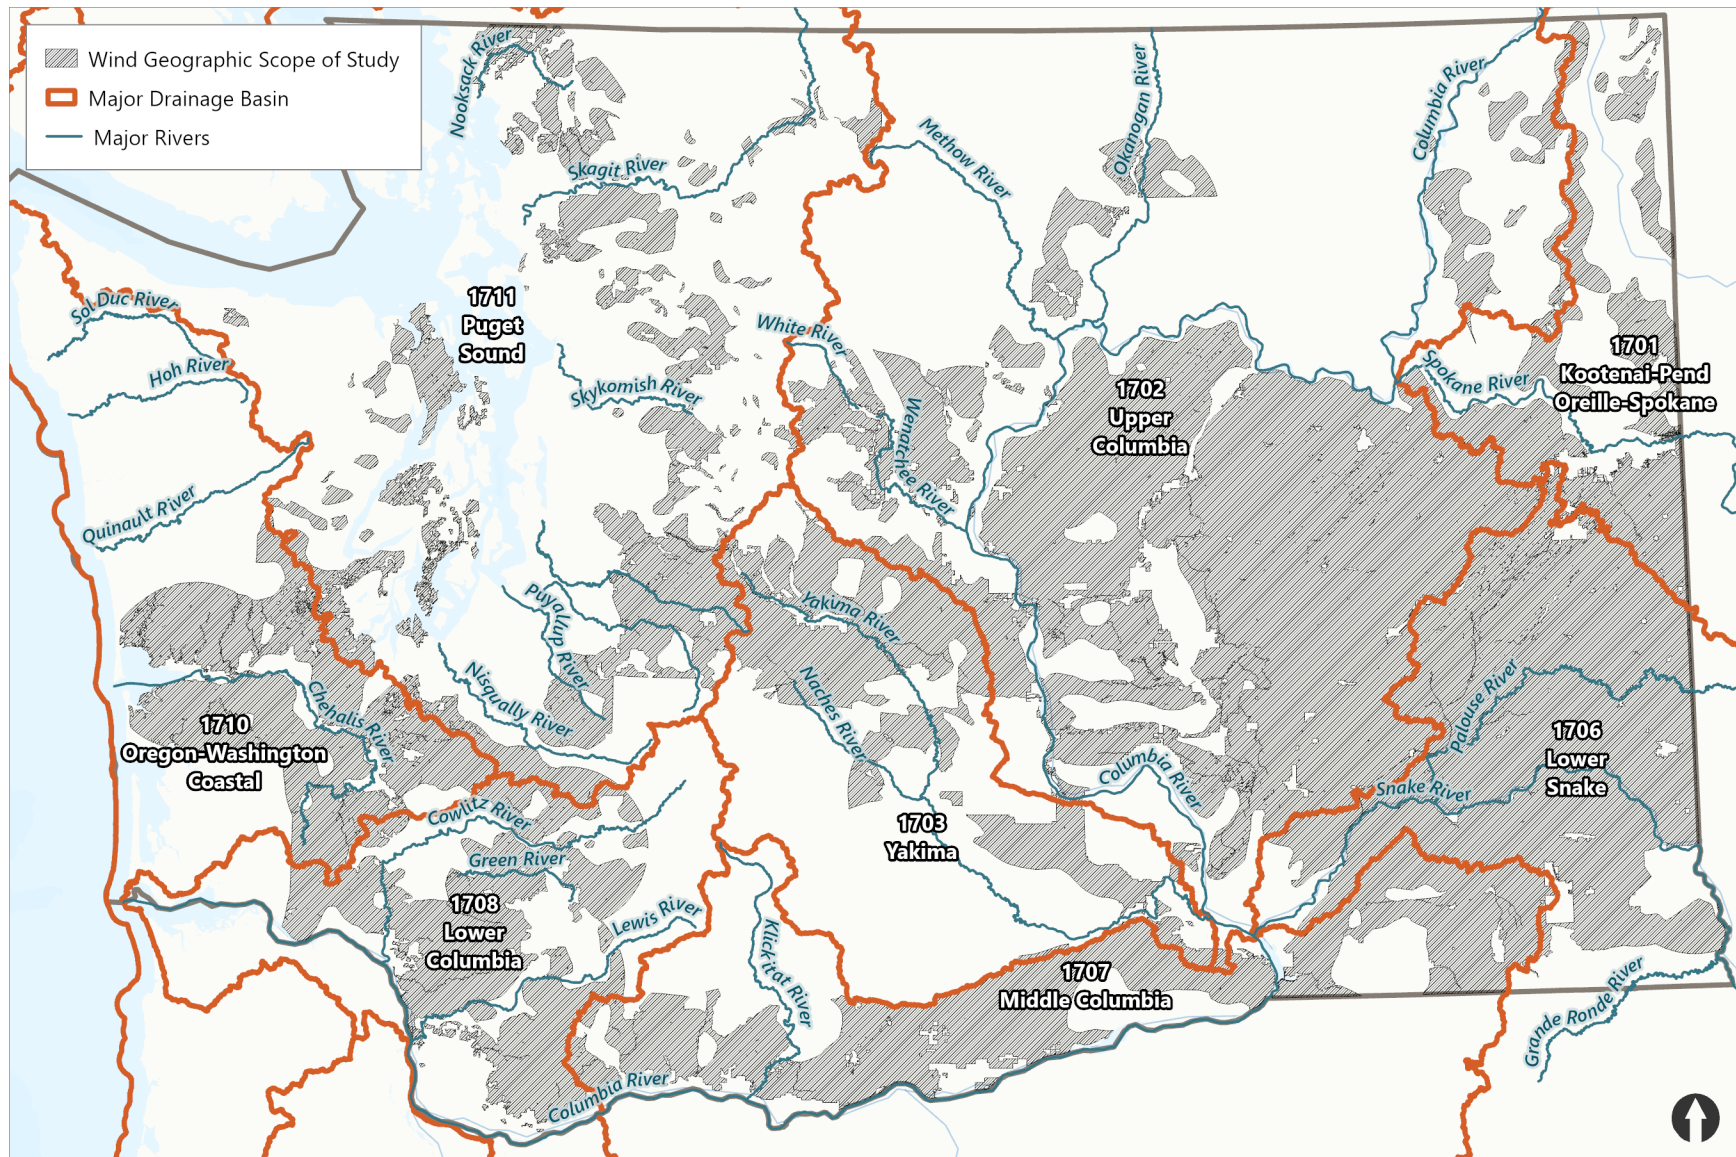 Wind Geographic Scope of Study
Major Drainage Basin
Major Rivers
Nooksack River
Skagit River
Methow River
Okanogan River
Columbia River
Sol Duc River
Hoh River
Quinault River
1711
Puget
Sound
White River
Skykomish River
Wenatchee River
1702
Upper
Columbia
Spokane River
1701
Kootenai-Pend
Oreille-Spokane
Puyallup River
Yakima River
Nisqually River
Naches River
Chehalis River
1710
Oregon-Washington
Coastal
Palouse River
1706
Lower
Snake
Columbia River
Snake River
Cowlitz River
1703
Yakima
Green River
1708
Lower
Columbia
Lewis River
Klickitat River
1707
Middle Columbia
Grande Ronde River
Columbia River